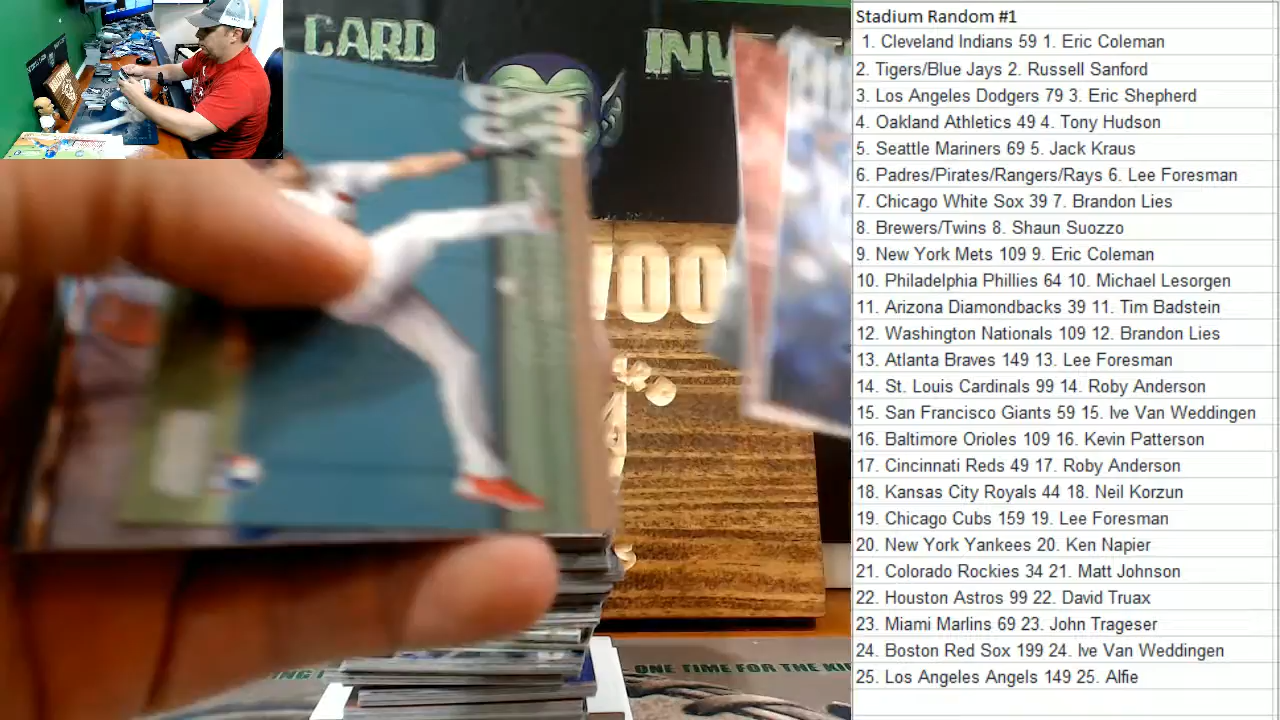 CARD
INV
700
ONE TIME FOR THE KI
Stadium Random #1
1. Cleveland Indians 59 1. Eric Coleman
2. Tigers/Blue Jays 2. Russell Sanford
3. Los Angeles Dodgers 79 3. Eric Shepherd
4. Oakland Athletics 49 4. Tony Hudson
5. Seattle Mariners 69 5. Jack Kraus
6. Padres/Pirates/Rangers/Rays 6. Lee Foresman
7. Chicago White Sox 39 7. Brandon Lies
8. Brewers/Twins 8. Shaun Suozzo
9. New York Mets 109 9. Eric Coleman
10. Philadelphia Phillies 64 10. Michael Lesorgen
11. Arizona Diamondbacks 39 11. Tim Badstein
12. Washington Nationals 109 12. Brandon Lies
13. Atlanta Braves 149 13. Lee Foresman
14. St. Louis Cardinals 99 14. Roby Anderson
15. San Francisco Giants 59 15. Ive Van Weddingen
16. Baltimore Orioles 109 16. Kevin Patterson
17. Cincinnati Reds 49 17. Roby Anderson
18. Kansas City Royals 44 18. Neil Korzun
19. Chicago Cubs 159 19. Lee Foresman
20. New York Yankees 20. Ken Napier
21. Colorado Rockies 34 21. Matt Johnson
22. Houston Astros 99 22. David Truax
23. Miami Marlins 69 23. John Trageser
24. Boston Red Sox 199 24. Ive Van Weddingen
25. Los Angeles Angels 149 25. Alfie